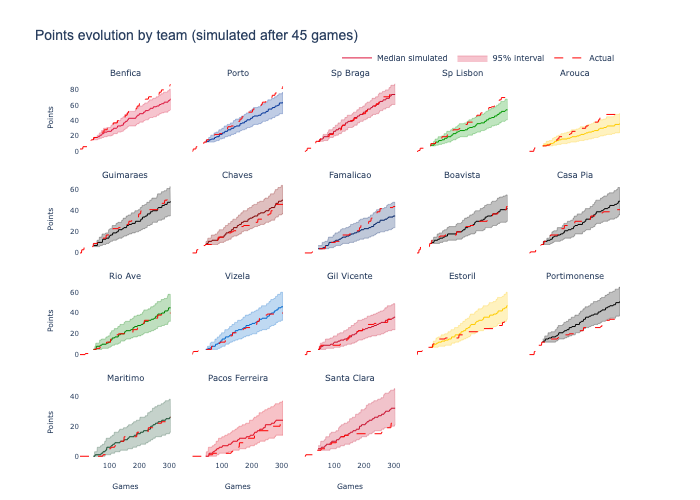 Points evolution by team (simulated after 45 games)
Median simulated 95% interval Actual
Benfica Porto Sp Braga Sp Lisbon Arouca
80
60
40
20
0
Points
Guimaraes Chaves Famalicao Boavista Casa Pia
60
40
20
0
Points
Rio Ave Vizela Gil Vicente Estoril Portimonense
60
40
20
0
Points
Maritimo Pacos Ferreira Santa Clara
40
20
0
Points
100 200 300 100 200 300 100 200 300
Games Games Games